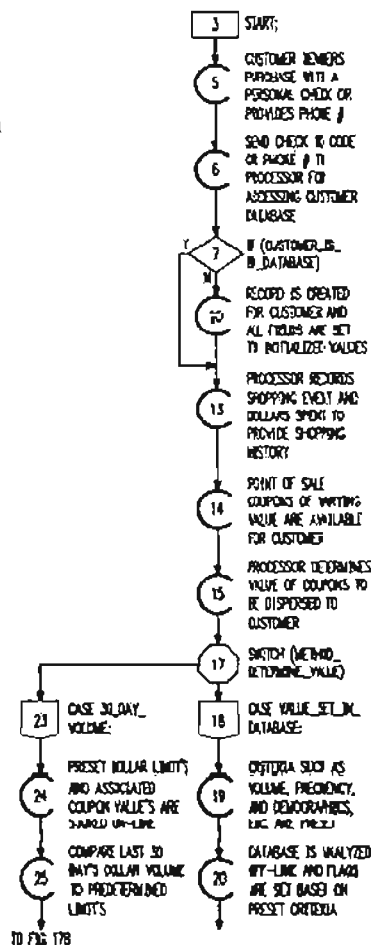 3 START;
5 CUSTOMER TENDERS
PURCHASE WITH A
PERSONAL CHECK OR
PROVIDES PHONE #
6 SEND CHECK ID CODE
OR PHONE # TO
PROCESSOR FOR
ACCESSING CUSTOMER
DATABASE
7 IF (CUSTOMER_IS_
IN_DATABASE)
Y
N
10 RECORD IS CREATED
FOR CUSTOMER AND
ALL FIELDS ARE SET
TO INITIALIZED VALUES
13 PROCESSOR RECORDS
SHOPPING EVENT AND
DOLLARS SPENT TO
PROVIDE SHOPPING
HISTORY
14 POINT OF SALE
COUPONS OF VARYING
VALUE ARE AVAILABLE
FOR CUSTOMER
15 PROCESSOR DETERMINES
VALUE OF COUPONS TO
BE DISPERSED TO
CUSTOMER
17 SWITCH (METHOD_
DETERMINE_VALUE)
23 CASE 30_DAY_
VOLUME:
24 PRESET DOLLAR LIMIT'S
AND ASSOCIATED
COUPON VALUE'S ARE
STORED ON-LINE
25 COMPARE LAST 30
DAY'S DOLLAR VOLUME
TO PREDETERMINED
LIMIT'S
TO FIG 17B
18 CASE VALUE_SET_IN_
DATABASE:
19 CRITERIA SUCH AS
VOLUME, FREQUENCY,
AND DEMOGRAPHICS,
ETC ARE PRESET
20 DATABASE IS ANALYZED
OFF-LINE AND FLAGS
ARE SET BASED ON
PRESET CRITERIA